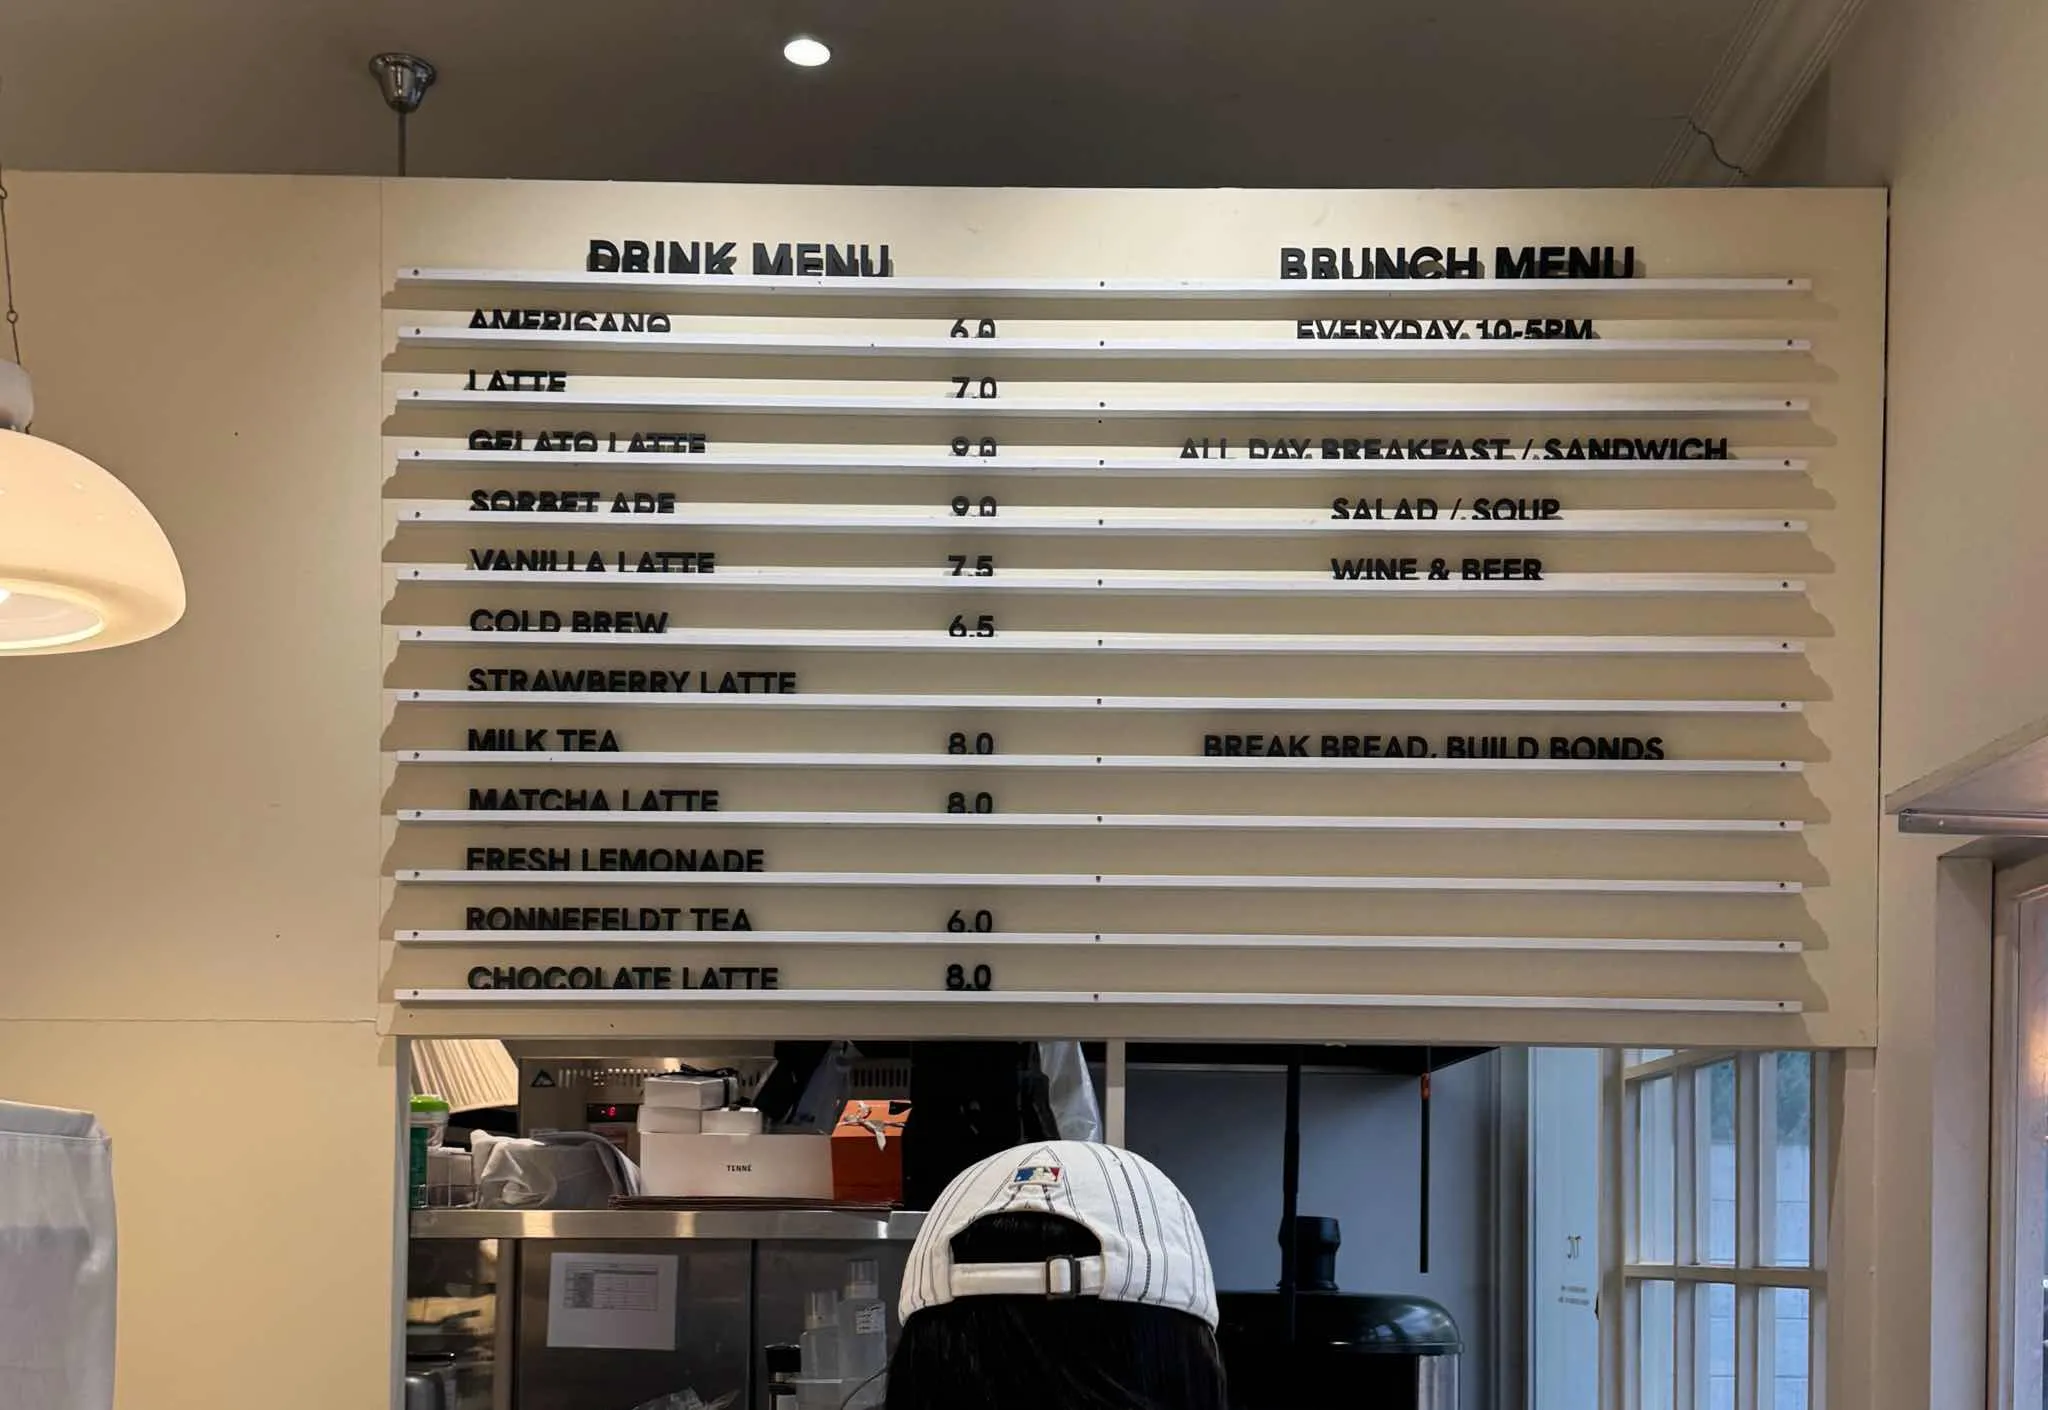 DRINK MENU
AMERICANO 6.0
LATTE 7.0
GELATO LATTE 9.0
SORBET ADE 9.0
VANILLA LATTE 7.5
COLD BREW 6.5
STRAWBERRY LATTE
MILK TEA 8.0
MATCHA LATTE 8.0
FRESH LEMONADE
RONNEFELDT TEA 6.0
CHOCOLATE LATTE 8.0
BRUNCH MENU
EVERYDAY, 10-5PM
ALL DAY BREAKFAST / SANDWICH
SALAD / SOUP
WINE & BEER
BREAK BREAD, BUILD BONDS
TENNÉ